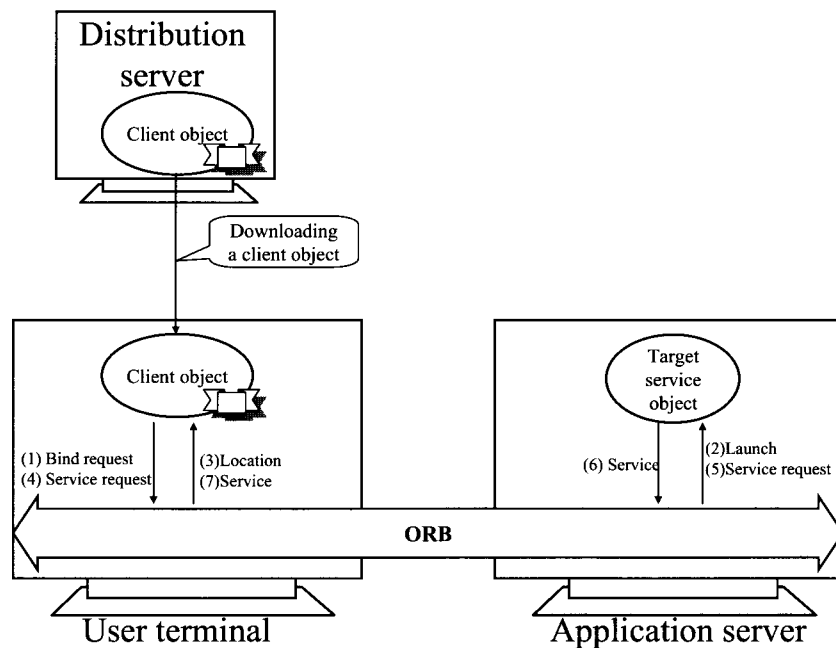 Distribution
server
Client object
Downloading
a client object
Client object
Target
service
object
(1) Bind request
(4) Service request
(3)Location
(7)Service
(6) Service
(2)Launch
(5)Service request
ORB
User terminal
Application server